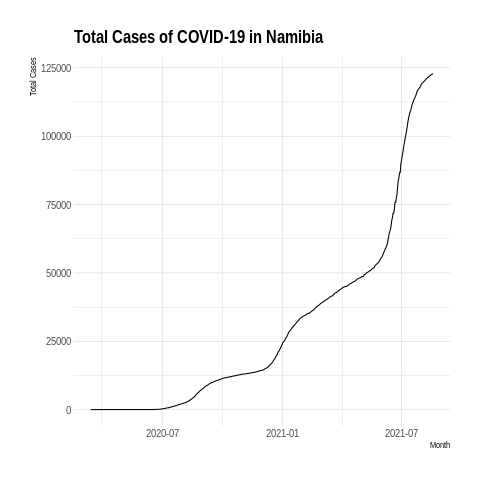 Total Cases of COVID-19 in Namibia
Total Cases
125000
100000
75000
50000
25000
0
2020-07 2021-01 2021-07
Month